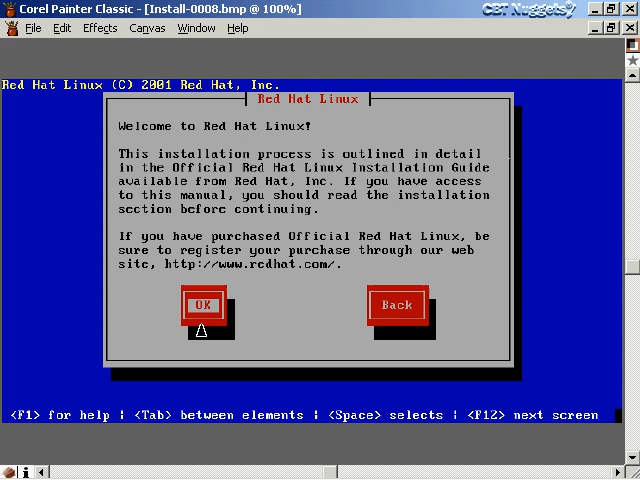 Corel Painter Classic - [Install-0008.bmp @ 100%]
CBT Nuggets
File Edit Effects Canvas Window Help
Red Hat Linux (C) 2001 Red Hat, Inc.
Red Hat Linux
Welcome to Red Hat Linux!
This installation process is outlined in detail
in the Official Red Hat Linux Installation Guide
available from Red Hat, Inc. If you have access
to this manual, you should read the installation
section before continuing.
If you have purchased Official Red Hat Linux, be
sure to register your purchase through our web
site, http://www.redhat.com/.
OK Back
<F1> for help | <Tab> between elements | <Space> selects | <F12> next screen